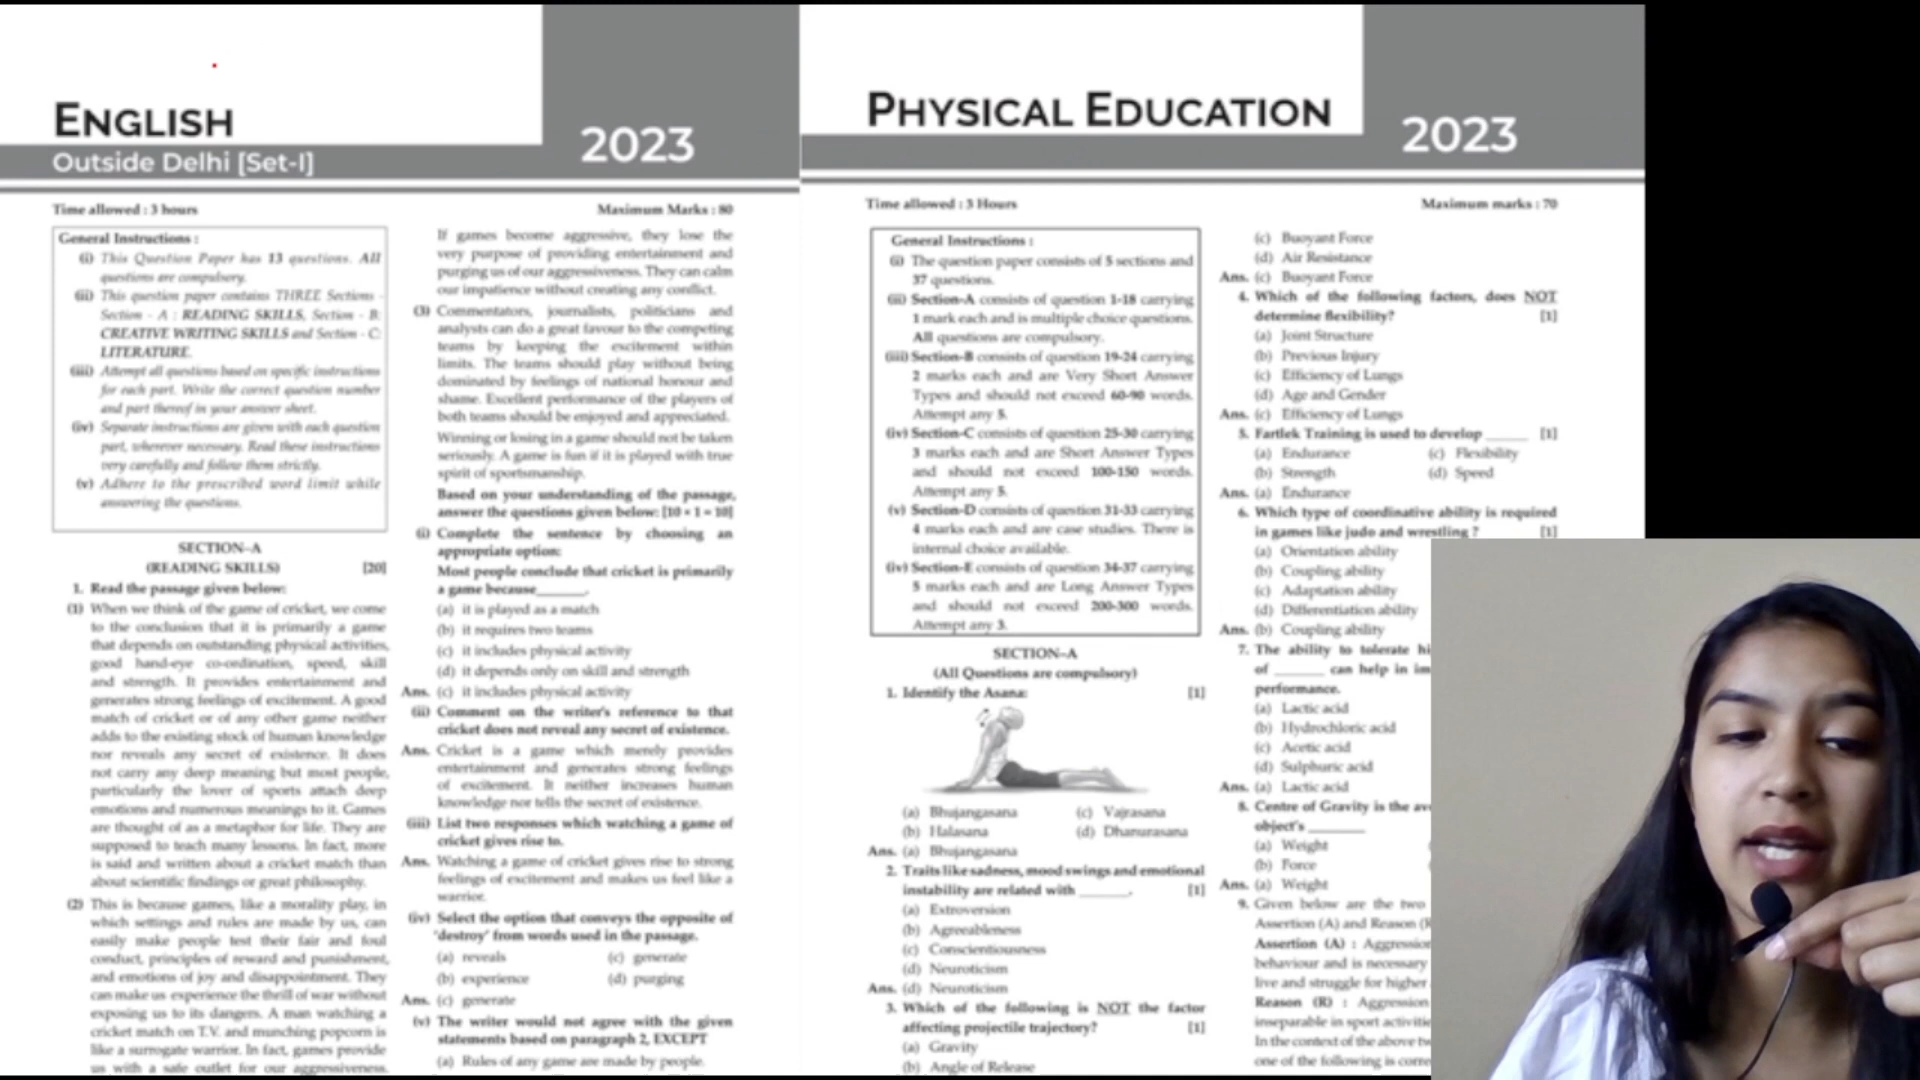 ENGLISH
Outside Delhi [Set-I]
2023
Time allowed : 3 hours
Maximum Marks : 80
General Instructions :
(i) This Question Paper has 13 questions. All
questions are compulsory.
(ii) This question paper contains THREE Sections -
Section - A : READING SKILLS, Section - B:
CREATIVE WRITING SKILLS and Section - C:
LITERATURE.
(iii) Attempt all questions based on specific instructions
for each part. Write the correct question number
and part thereof in your answer sheet.
(iv) Separate instructions are given with each question
part, wherever necessary. Read these instructions
very carefully and follow them strictly.
(v) Adhere to the prescribed word limit while
answering the questions.
SECTION–A
(READING SKILLS) [20]
1. Read the passage given below:
(1) When we think of the game of cricket, we come
to the conclusion that it is primarily a game
that depends on outstanding physical activities,
good hand-eye co-ordination, speed, skill
and strength. It provides entertainment and
generates strong feelings of excitement. A good
match of cricket or of any other game neither
adds to the existing stock of human knowledge
nor reveals any secret of existence. It does
not carry any deep meaning but most people,
particularly the lover of sports attach deep
emotions and numerous meanings to it. Games
are thought of as a metaphor for life. They are
supposed to teach many lessons. In fact, more
is said and written about a cricket match than
about scientific findings or great philosophy.
(2) This is because games, like a morality play, in
which settings and rules are made by us, can
easily make people test their fair and foul
conduct, principles of reward and punishment,
and emotions of joy and disappointment. They
can make us experience the thrill of war without
exposing us to its dangers. A man watching a
cricket match on T.V. and munching popcorn is
like a surrogate warrior. In fact, games provide
us with a safe outlet for our aggressiveness.
If games become aggressive, they lose the
very purpose of providing entertainment and
purging us of our aggressiveness. They can calm
our impatience without creating any conflict.
(3) Commentators, journalists, politicians and
analysts can do a great favour to the competing
teams by keeping the excitement within
limits. The teams should play without being
dominated by feelings of national honour and
shame. Excellent performance of the players of
both teams should be enjoyed and appreciated.
Winning or losing in a game should not be taken
seriously. A game is fun if it is played with true
spirit of sportsmanship.
Based on your understanding of the passage,
answer the questions given below: [10 × 1 = 10]
(i) Complete the sentence by choosing an
appropriate option:
Most people conclude that cricket is primarily
a game because_______.
(a) it is played as a match
(b) it requires two teams
(c) it includes physical activity
(d) it depends only on skill and strength
Ans. (c) it includes physical activity
(ii) Comment on the writer's reference to that
cricket does not reveal any secret of existence.
Ans. Cricket is a game which merely provides
entertainment and generates strong feelings
of excitement. It neither increases human
knowledge nor tells the secret of existence.
(iii) List two responses which watching a game of
cricket gives rise to.
Ans. Watching a game of cricket gives rise to strong
feelings of excitement and makes us feel like a
warrior.
(iv) Select the option that conveys the opposite of
'destroy' from words used in the passage.
(a) reveals (c) generate
(b) experience (d) purging
Ans. (c) generate
(v) The writer would not agree with the given
statements based on paragraph 2, EXCEPT
(a) Rules of any game are made by people.
PHYSICAL EDUCATION
2023
Time allowed : 3 Hours
Maximum marks : 70
General Instructions :
(i) The question paper consists of 5 sections and
37 questions.
(ii) Section-A consists of question 1-18 carrying
1 mark each and is multiple choice questions.
All questions are compulsory.
(iii) Section-B consists of question 19-24 carrying
2 marks each and are Very Short Answer
Types and should not exceed 60-90 words.
Attempt any 5.
(iv) Section-C consists of question 25-30 carrying
3 marks each and are Short Answer Types
and should not exceed 100-150 words.
Attempt any 5.
(v) Section-D consists of question 31-33 carrying
4 marks each and are case studies. There is
internal choice available.
(iv) Section-E consists of question 34-37 carrying
5 marks each and are Long Answer Types
and should not exceed 200-300 words.
Attempt any 3.
SECTION–A
(All Questions are compulsory)
1. Identify the Asana: [1]
(a) Bhujangasana (c) Vajrasana
(b) Halasana (d) Dhanurasana
Ans. (a) Bhujangasana
2. Traits like sadness, mood swings and emotional
instability are related with _______. [1]
(a) Extroversion
(b) Agreeableness
(c) Conscientiousness
(d) Neuroticism
Ans. (d) Neuroticism
3. Which of the following is NOT the factor
affecting projectile trajectory? [1]
(a) Gravity
(b) Angle of Release
(c) Buoyant Force
(d) Air Resistance
Ans. (c) Buoyant Force
4. Which of the following factors, does NOT
determine flexibility? [1]
(a) Joint Structure
(b) Previous Injury
(c) Efficiency of Lungs
(d) Age and Gender
Ans. (c) Efficiency of Lungs
5. Fartlek Training is used to develop ______ [1]
(a) Endurance (c) Flexibility
(b) Strength (d) Speed
Ans. (a) Endurance
6. Which type of coordinative ability is required
in games like judo and wrestling ? [1]
(a) Orientation ability
(b) Coupling ability
(c) Adaptation ability
(d) Differentiation ability
Ans. (b) Coupling ability
7. The ability to tolerate
of _______ can help in
performance.
(a) Lactic acid
(b) Hydrochloric acid
(c) Acetic acid
(d) Sulphuric acid
Ans. (a) Lactic acid
8. Centre of Gravity is the
object's ________
(a) Weight
(b) Force
Ans. (a) Weight
9. Given below are the two
Assertion (A) and Reason
Assertion (A) : Aggression
behaviour and is necessary
live and struggle for higher
Reason (R) : Aggression
inseparable in sport
In the context of the above
one of the following is